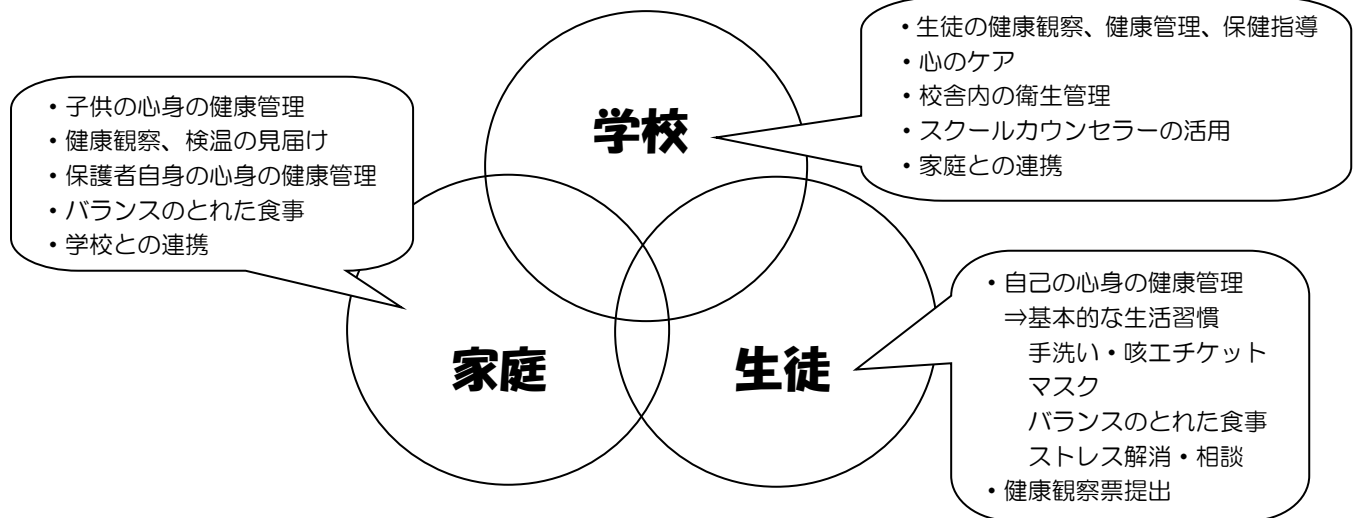 ・生徒の健康観察、健康管理、保健指導
・心のケア
・校舎内の衛生管理
・スクールカウンセラーの活用
・家庭との連携
学校
・子供の心身の健康管理
・健康観察、検温の見届け
・保護者自身の心身の健康管理
・バランスのとれた食事
・学校との連携
家庭
生徒
・自己の心身の健康管理
⇒基本的な生活習慣
手洗い・咳エチケット
マスク
バランスのとれた食事
ストレス解消・相談
・健康観察票提出